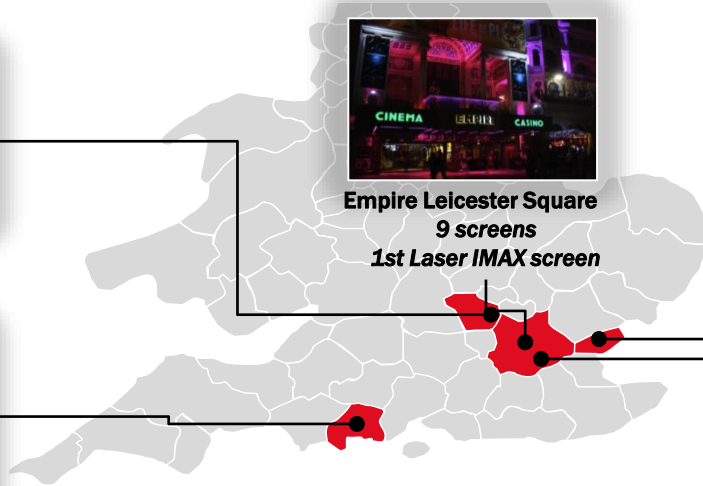 CINEMA EMPIRE CASINO
Empire Leicester Square
9 screens
1st Laser IMAX screen